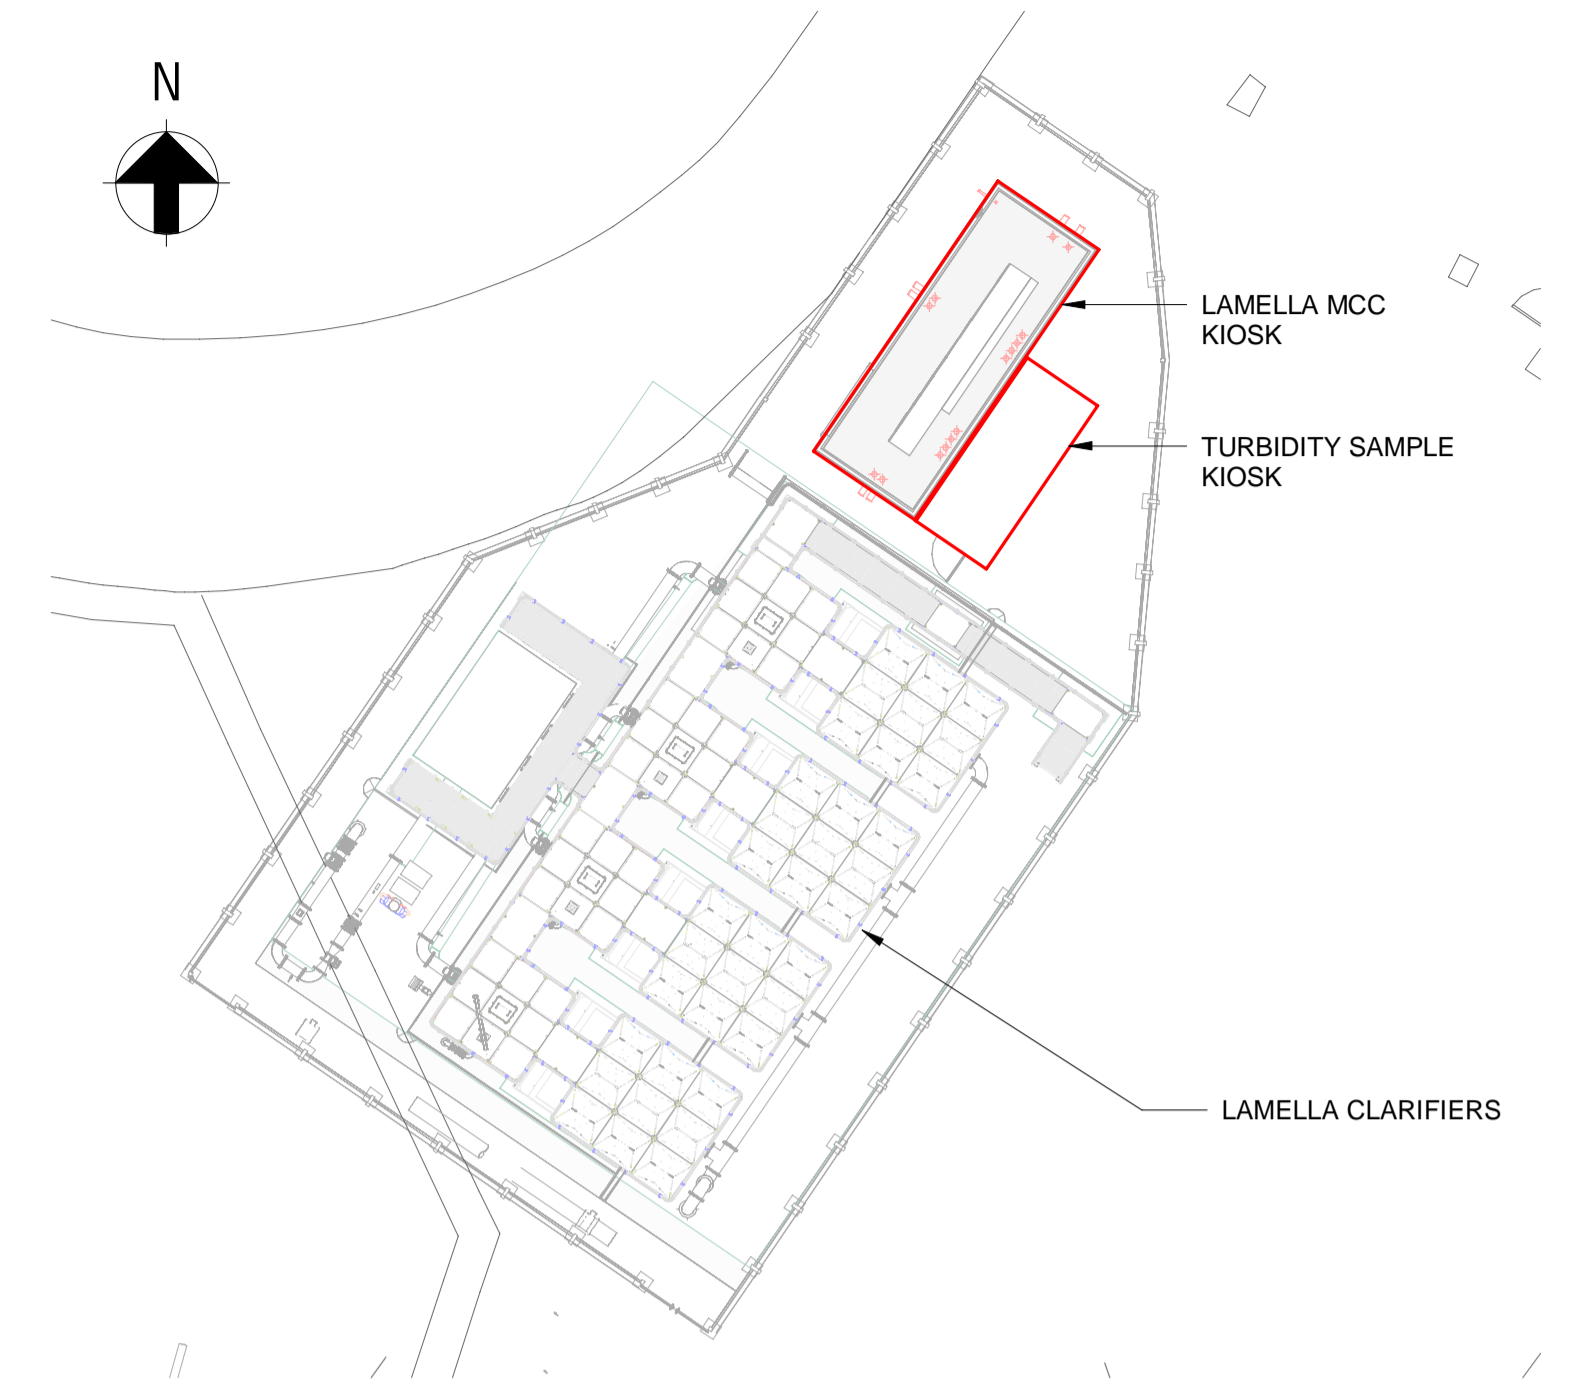 N
LAMELLA MCC
KIOSK
TURBIDITY SAMPLE
KIOSK
LAMELLA CLARIFIERS